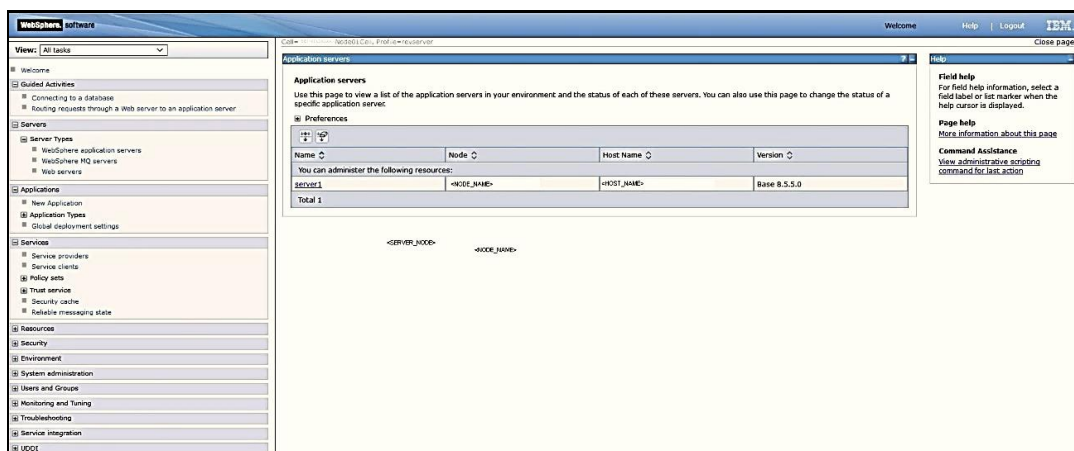 WebSphere. software
Welcome
Help | Logout
IBM.
View: All tasks
Welcome
Guided Activities
Connecting to a database
Routing requests through a Web server to an application server
Servers
Server Types
WebSphere application servers
WebSphere MQ servers
Web servers
Applications
New Application
Application Types
Global deployment settings
Services
Service providers
Service clients
Policy sets
Trust service
Security cache
Reliable messaging state
Resources
Security
Environment
System administration
Users and Groups
Monitoring and Tuning
Troubleshooting
Service integration
UDDI
Close page
Application servers
? -
Application servers
Use this page to view a list of the application servers in your environment and the status of each of these servers. You can also use this page to change the status of a
specific application server.
Preferences
Name Node Host Name Version
You can administer the following resources:
server1 <NODE_NAME> <HOST_NAME> Base 8.5.5.0
Total 1
<SERVER_NODE>
<NODE_NAME>
Help
Field help
For field help information, select a
field label or list marker when the
help cursor is displayed.
Page help
More information about this page
Command Assistance
View administrative scripting
command for last action